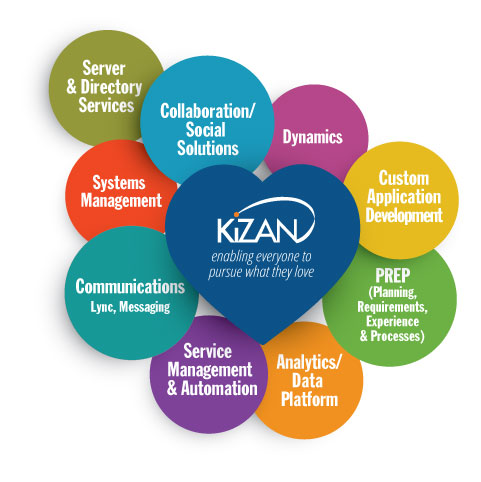 Server
& Directory
Services
Collaboration/
Social
Solutions
Dynamics
Systems
Management
Custom
Application
Development
KiZAN
enabling everyone to
pursue what they love
Communications
Lync, Messaging
PREP
(Planning,
Requirements,
Experience
& Processes)
Service
Management
& Automation
Analytics/
Data
Platform